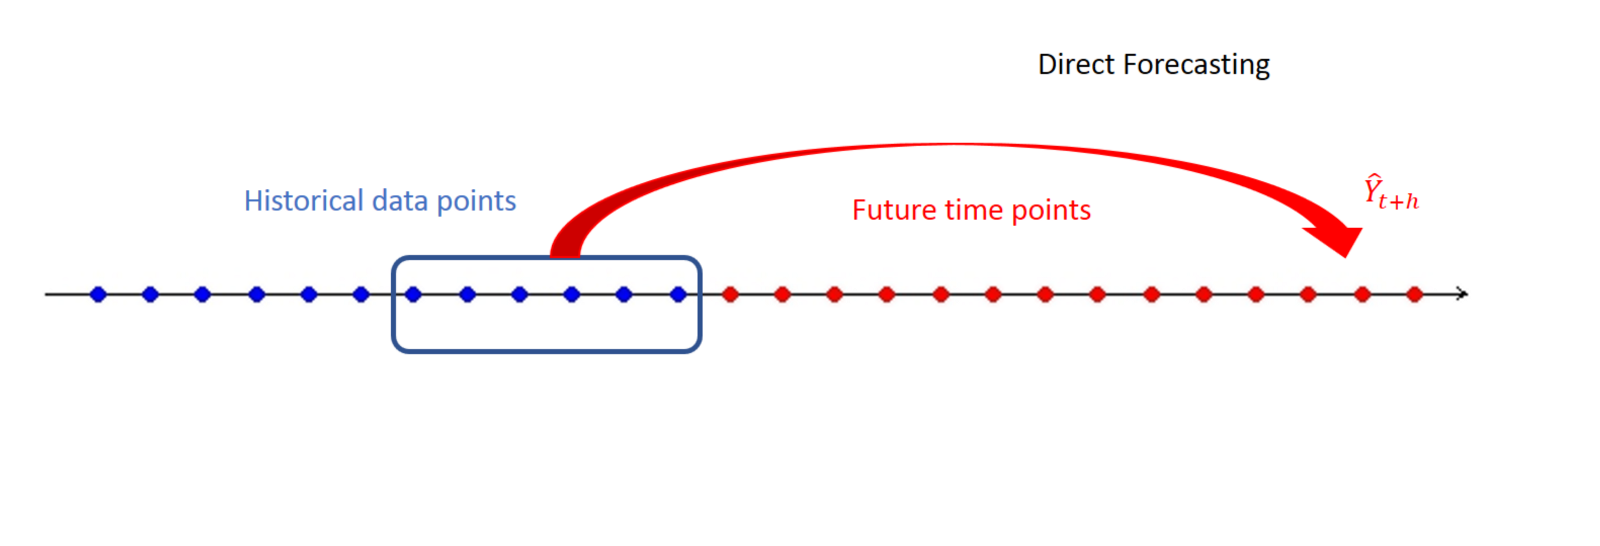 Direct Forecasting
Historical data points
Future time points
Ŷt+h